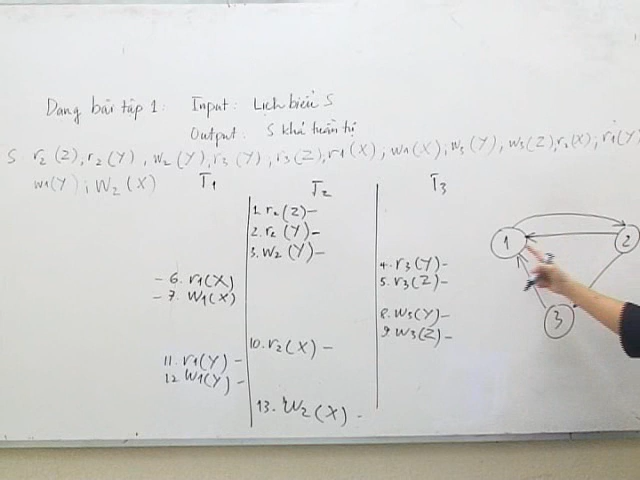 Dạng bài tập 1: Input: Lịch biểu S
Output: S khả tuần tự
S r2(Z), r2(Y), w2(Y), r3(Y), r3(Z), r1(X), w1(X), w3(Y), w3(Z), r2(X), r1(Y)
w1(Y); W2(X)
T1 T2 T3
1. r2(Z)-
2. r2(Y)-
3. W2(Y)-
4. r3(Y)-
5. r3(Z)-
- 6. r1(X)
- 7. W1(X)
8. W3(Y)-
9. W3(Z)-
10. r2(X) -
11. r1(Y) -
12 W1(Y) -
13. W2(X) -
1 2
3